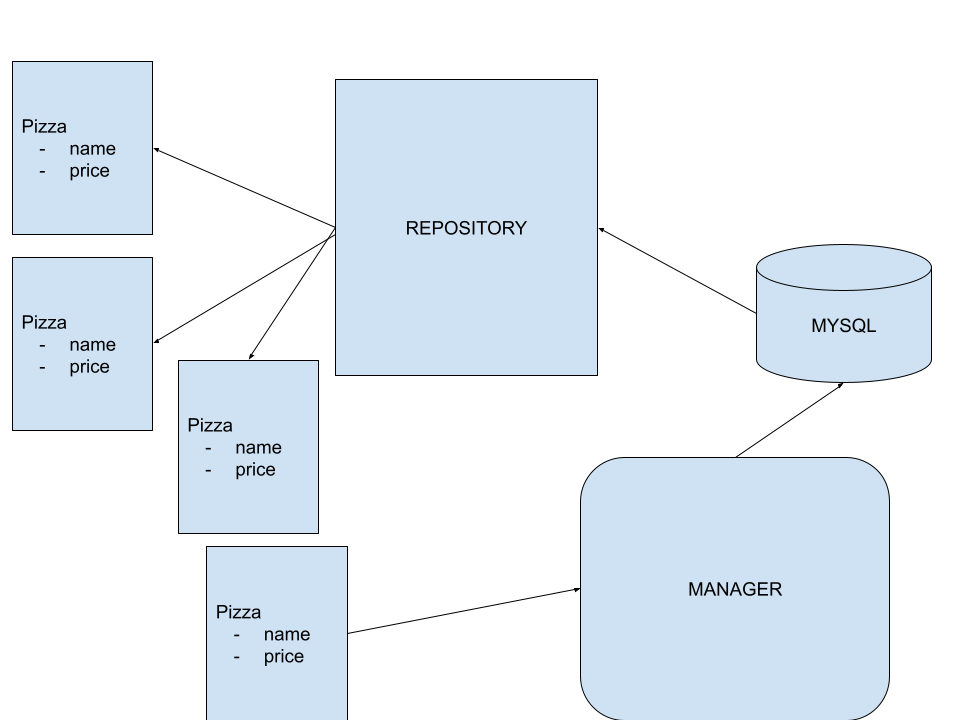 Pizza
- name
- price
REPOSITORY
Pizza
- name
- price
MYSQL
Pizza
- name
- price
Pizza
- name
- price
MANAGER